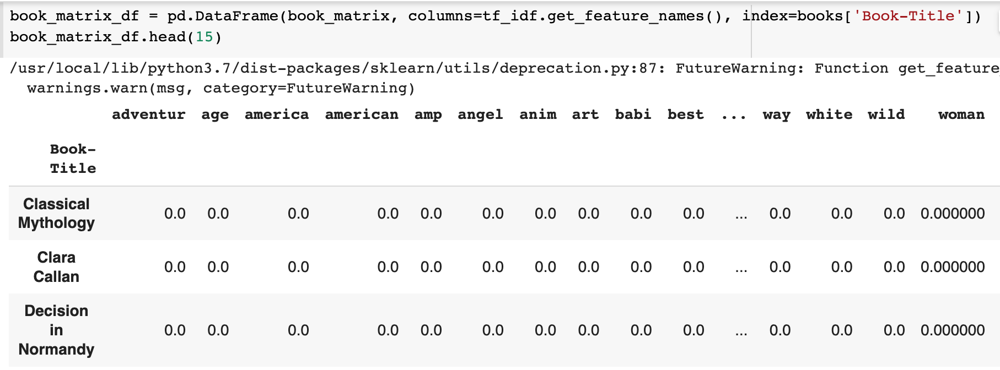 book_matrix_df = pd.DataFrame(book_matrix, columns=tf_idf.get_feature_names(), index=books['Book-Title'])
book_matrix_df.head(15)
/usr/local/lib/python3.7/dist-packages/sklearn/utils/deprecation.py:87: FutureWarning: Function get_feature
warnings.warn(msg, category=FutureWarning)
adventur age america american amp angel anim art babi best ... way white wild woman
Book-
Title
Classical
Mythology 0.0 0.0 0.0 0.0 0.0 0.0 0.0 0.0 0.0 0.0 ... 0.0 0.0 0.0 0.000000
Clara
Callan 0.0 0.0 0.0 0.0 0.0 0.0 0.0 0.0 0.0 0.0 ... 0.0 0.0 0.0 0.000000
Decision
in 0.0 0.0 0.0 0.0 0.0 0.0 0.0 0.0 0.0 0.0 ... 0.0 0.0 0.0 0.000000
Normandy